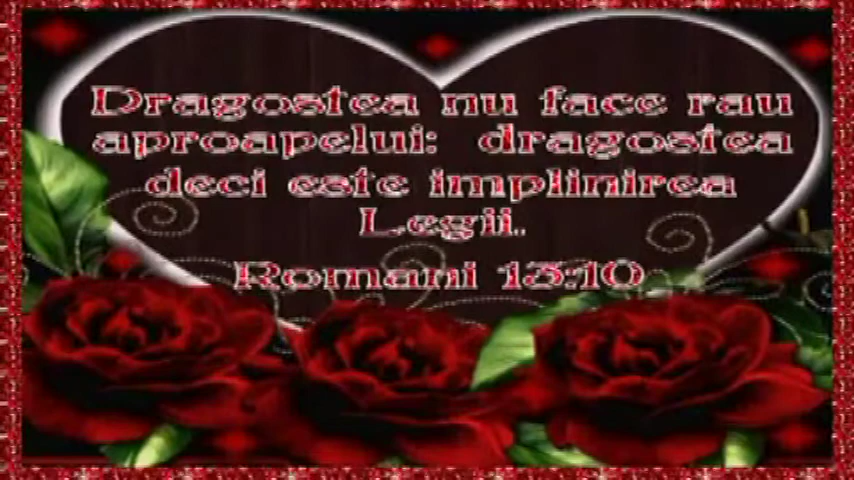 Dragostea nu face rau
aproapelui: dragostea
deci este implinirea
Legii.
Romani 13:10